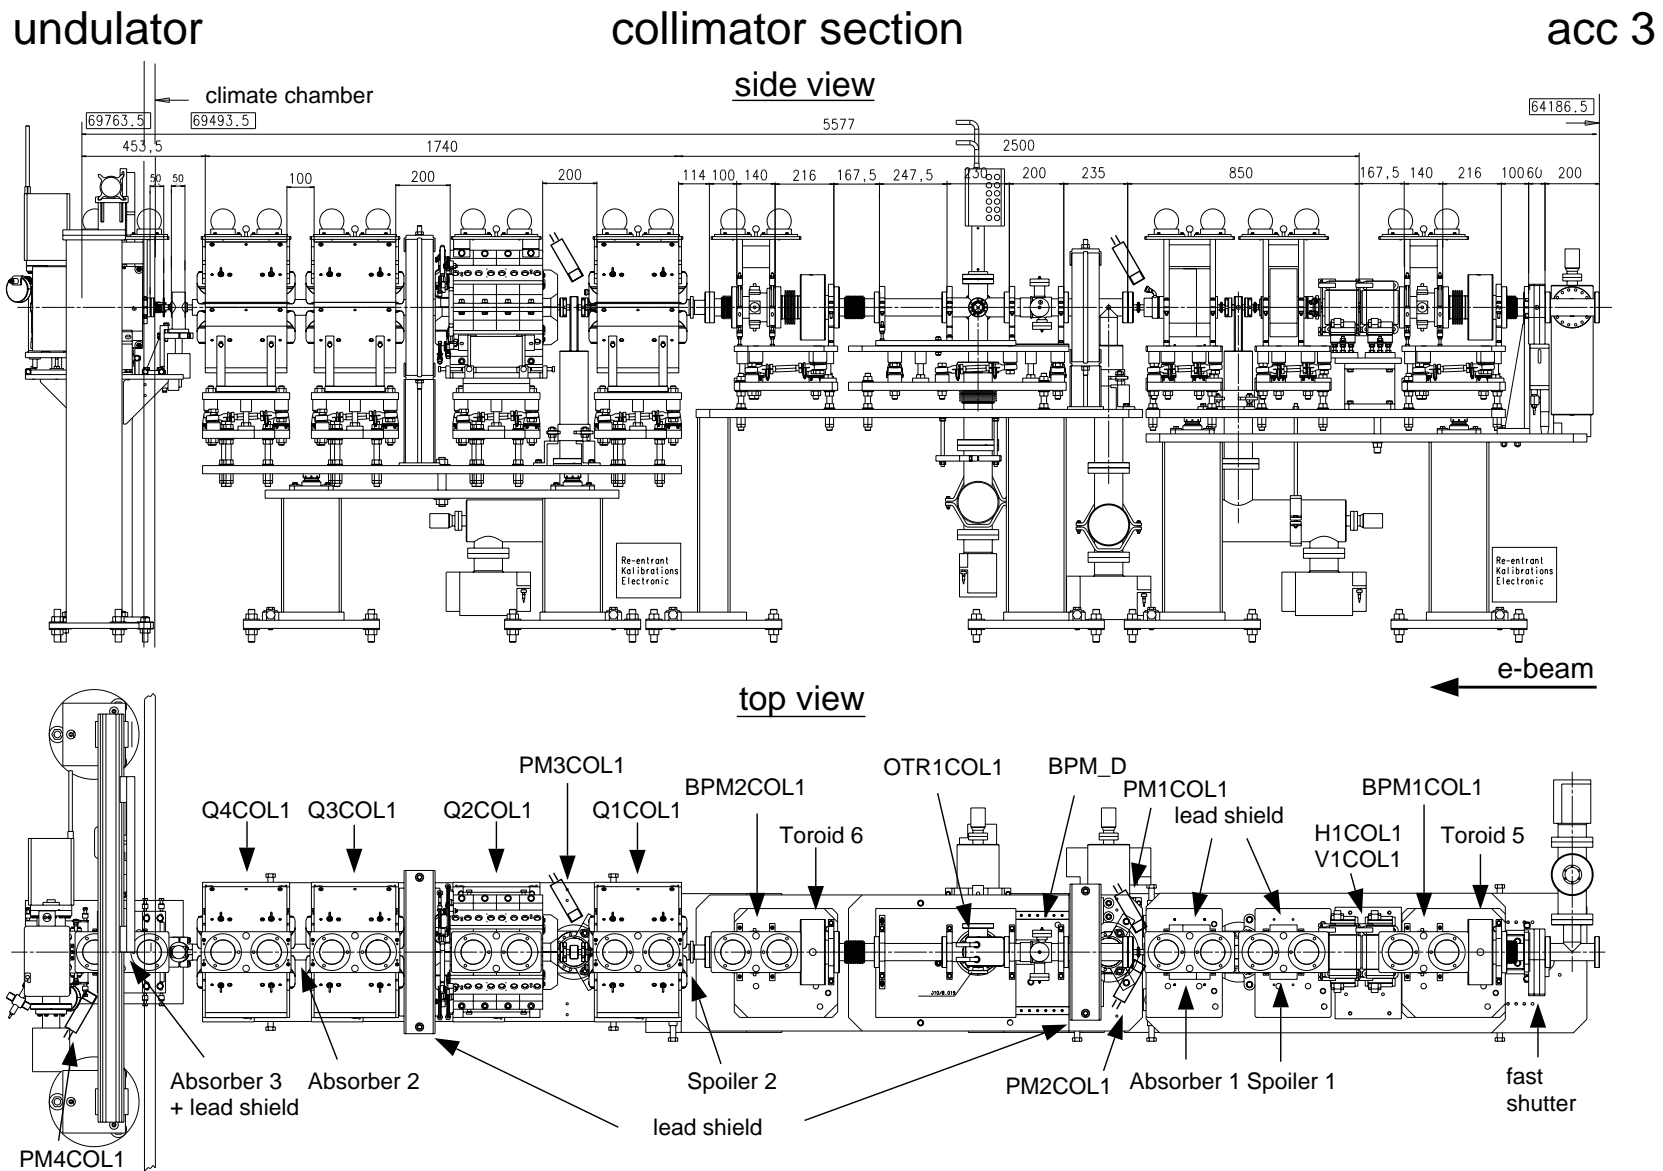 undulator collimator section acc 3
side view
climate chamber
69763.5 69493.5 64186.5
5577
453,5 1740 2500
50 50 100 200 200 114 100 140 216 167,5 247,5 230 200 235 850 167,5 140 216 100 60 200
Re-entrant
Kalibrations
Electronic
Re-entrant
Kalibrations
Electronic
e-beam
top view
PM3COL1 OTR1COL1 BPM_D
BPM2COL1 PM1COL1 BPM1COL1
Q4COL1 Q3COL1 Q2COL1 Q1COL1 lead shield
Toroid 6 H1COL1 Toroid 5
V1COL1
Absorber 3 Absorber 2 Spoiler 2 PM2COL1 Absorber 1 Spoiler 1 fast
+ lead shield shutter
lead shield
PM4COL1